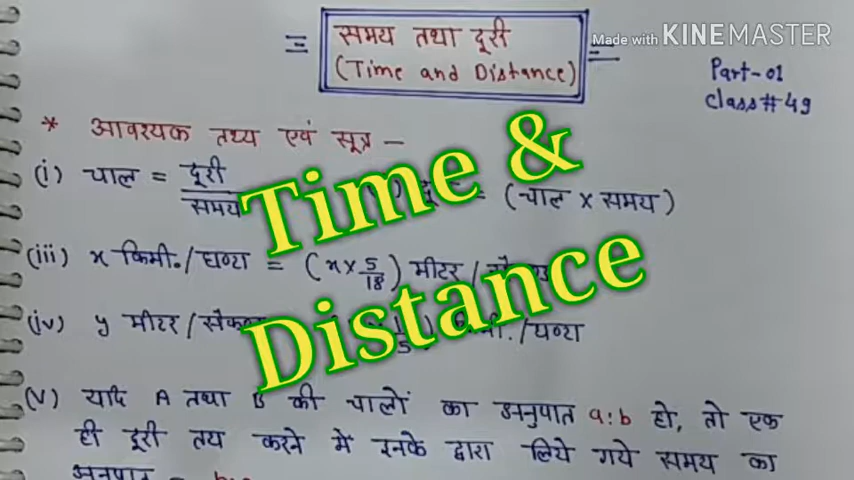 समय तथा दूरी
(Time and Distance)
Made with KINEMASTER
Part-01
Class#49
* आवश्यक तथ्य एवं सूत्र -
(i) चाल = दूरी/समय
= (चाल x समय)
Time &
(iii) x किमी./घण्टा = (x x 5/18) मीटर/
Distance
(iv) y मीटर/सेकण्ड
./घण्टा
(v) यदि A तथा B की चालों का अनुपात a:b हो, तो एक
ही दूरी तय करने में इनके द्वारा लिये गये समय का
अनुपात =